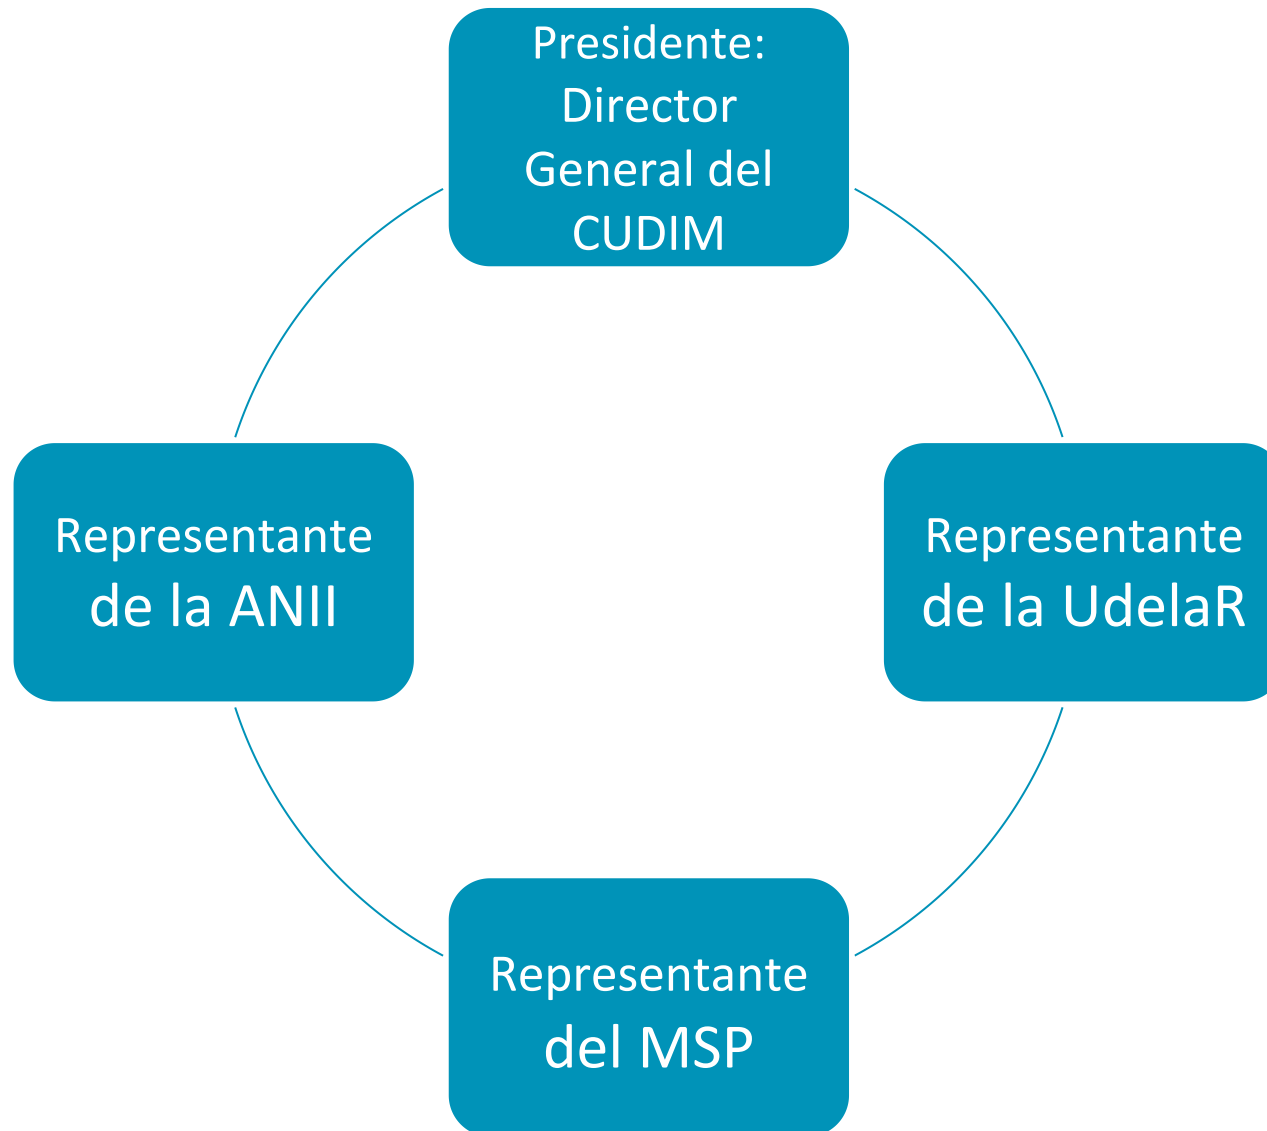 Presidente:
Director
General del
CUDIM
Representante
de la ANII
Representante
de la UdelaR
Representante
del MSP